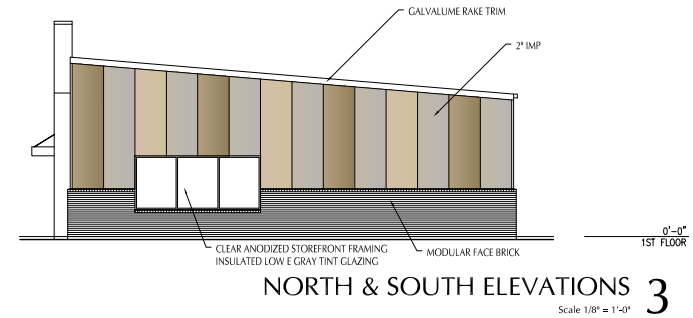 GALVALUME RAKE TRIM
2" IMP
0'-0"
1ST FLOOR
CLEAR ANODIZED STOREFRONT FRAMING
INSULATED LOW E GRAY TINT GLAZING
MODULAR FACE BRICK
NORTH & SOUTH ELEVATIONS 3
Scale 1/8" = 1'-0"